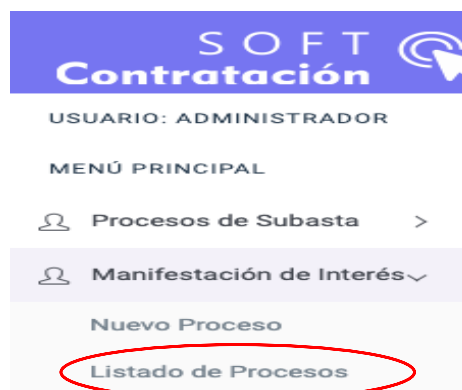 SOFT
Contratación
USUARIO: ADMINISTRADOR
MENÚ PRINCIPAL
Procesos de Subasta >
Manifestación de Interés
Nuevo Proceso
Listado de Procesos